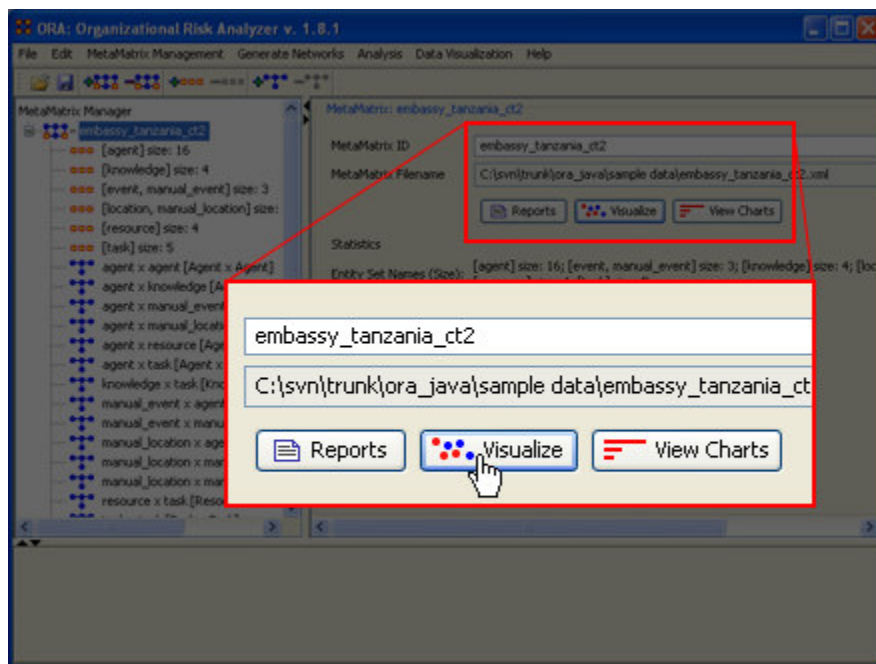 ORA: Organizational Risk Analyzer v. 1.8.1
File Edit MetaMatrix Management Generate Networks Analysis Data Visualization Help
MetaMatrix Manager
embassy_tanzania_ct2
[agent] size: 16
[knowledge] size: 4
[event, manual_event] size: 3
[location, manual_location] size:
[resource] size: 4
[task] size: 5
agent x agent [Agent x Agent]
agent x knowledge [A
agent x manual_event
agent x manual_locati
agent x resource [Age
agent x task [Agent x
knowledge x task [Kno
manual_event x agent
manual_event x manu
manual_location x age
manual_location x mar
manual_location x mar
resource x task [Reso
MetaMatrix: embassy_tanzania_ct2
MetaMatrix ID embassy_tanzania_ct2
MetaMatrix Filename C:\svn\trunk\ora_java\sample data\embassy_tanzania_ct2.xml
Reports Visualize View Charts
Statistics
Entity Set Names (Size): [agent] size: 16; [event, manual_event] size: 3; [knowledge] size: 4; [loc
embassy_tanzania_ct2
C:\svn\trunk\ora_java\sample data\embassy_tanzania_ct
Reports Visualize View Charts